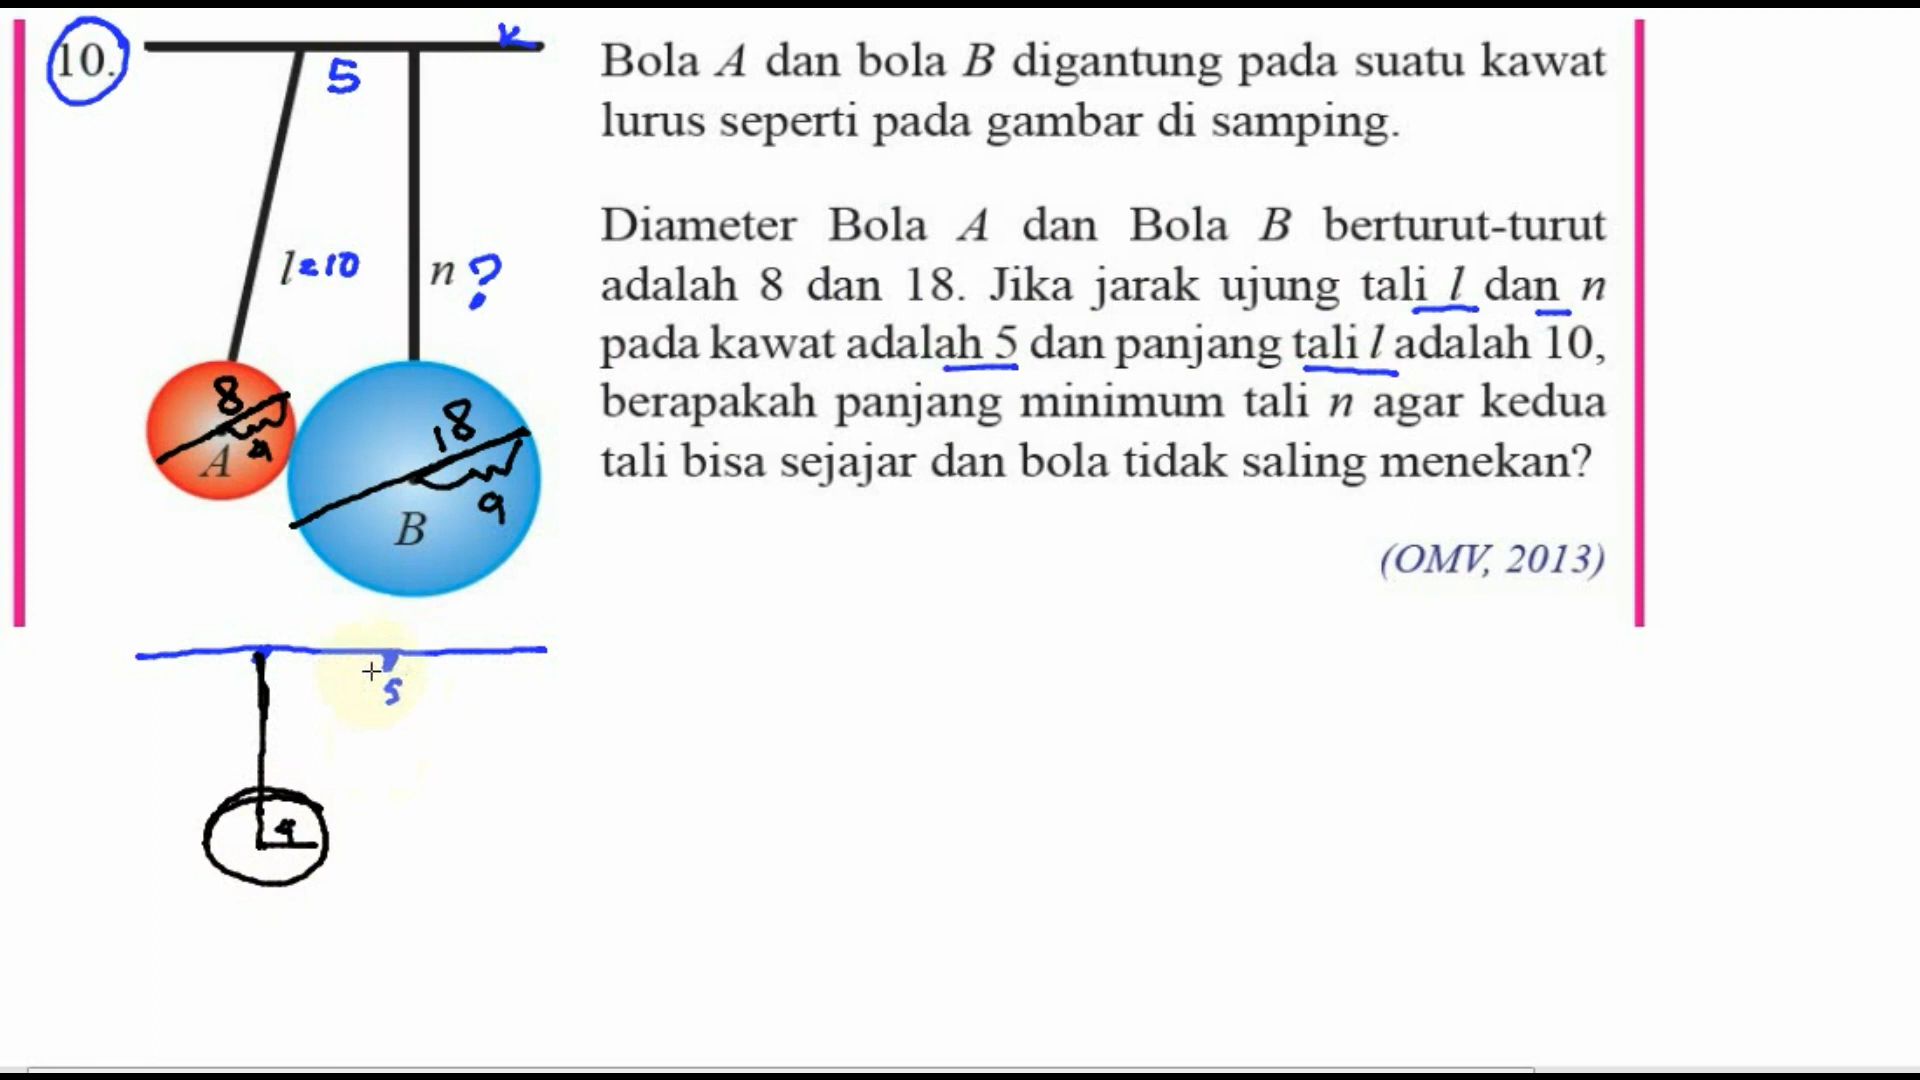 10.
K
5
Bola A dan bola B digantung pada suatu kawat
lurus seperti pada gambar di samping.
Diameter Bola A dan Bola B berturut-turut
adalah 8 dan 18. Jika jarak ujung tali l dan n
pada kawat adalah 5 dan panjang tali l adalah 10,
berapakah panjang minimum tali n agar kedua
tali bisa sejajar dan bola tidak saling menekan?
(OMV, 2013)
l=10
n ?
8
A 4
18
9
B
5
4